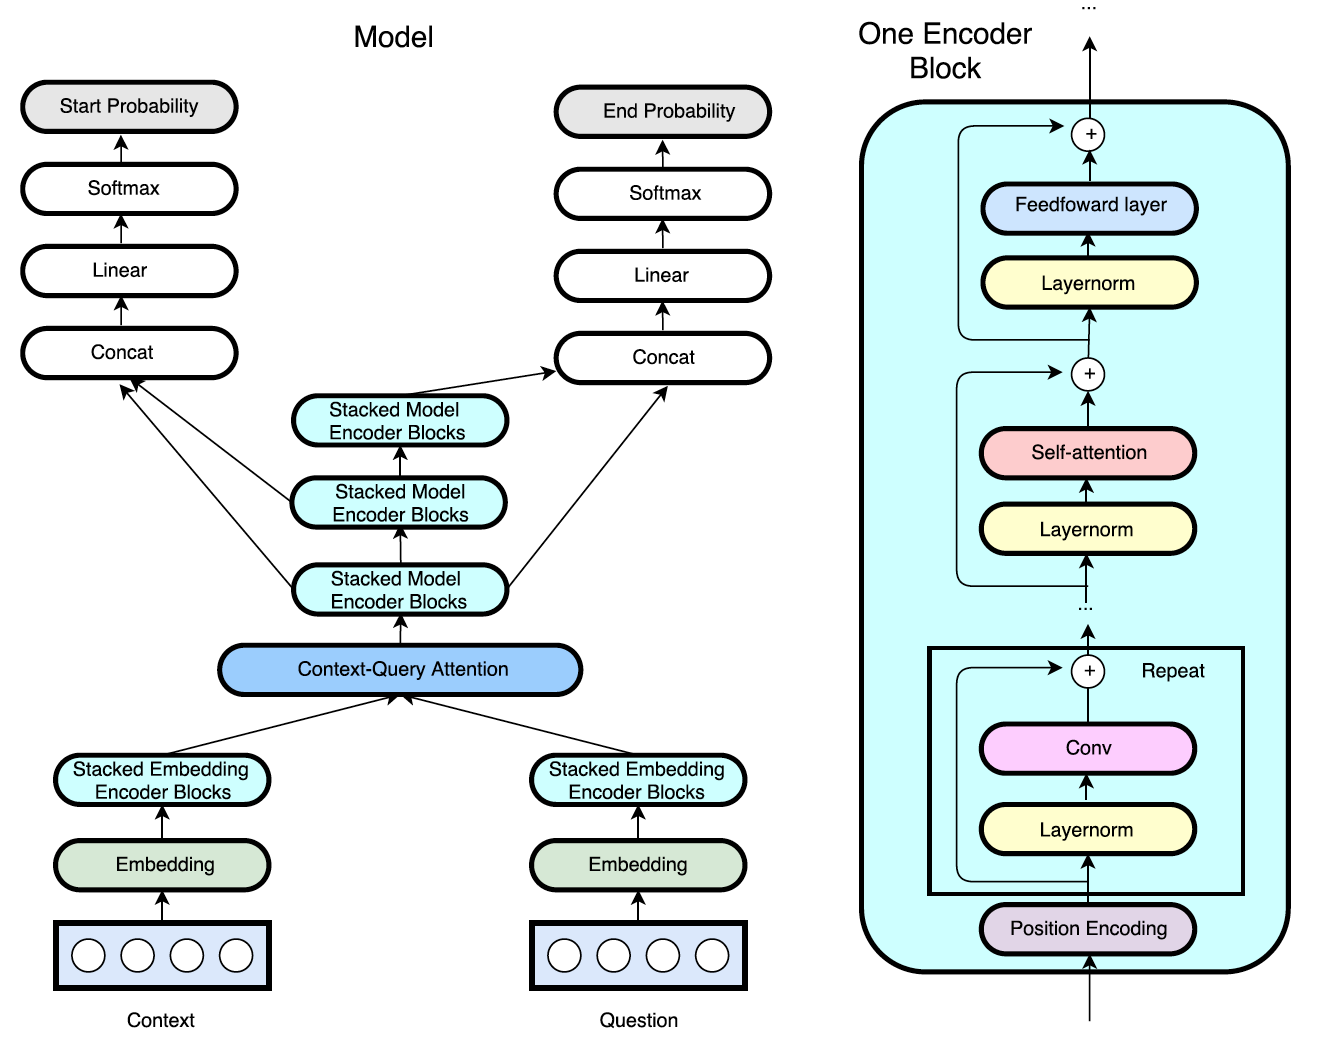 Model
Start Probability
Softmax
Linear
Concat
End Probability
Softmax
Linear
Concat
Stacked Model
Encoder Blocks
Stacked Model
Encoder Blocks
Stacked Model
Encoder Blocks
Context-Query Attention
Stacked Embedding
Encoder Blocks
Stacked Embedding
Encoder Blocks
Embedding
Embedding
Context
Question
...
One Encoder
Block
+
Feedfoward layer
Layernorm
+
Self-attention
Layernorm
...
+
Repeat
Conv
Layernorm
Position Encoding